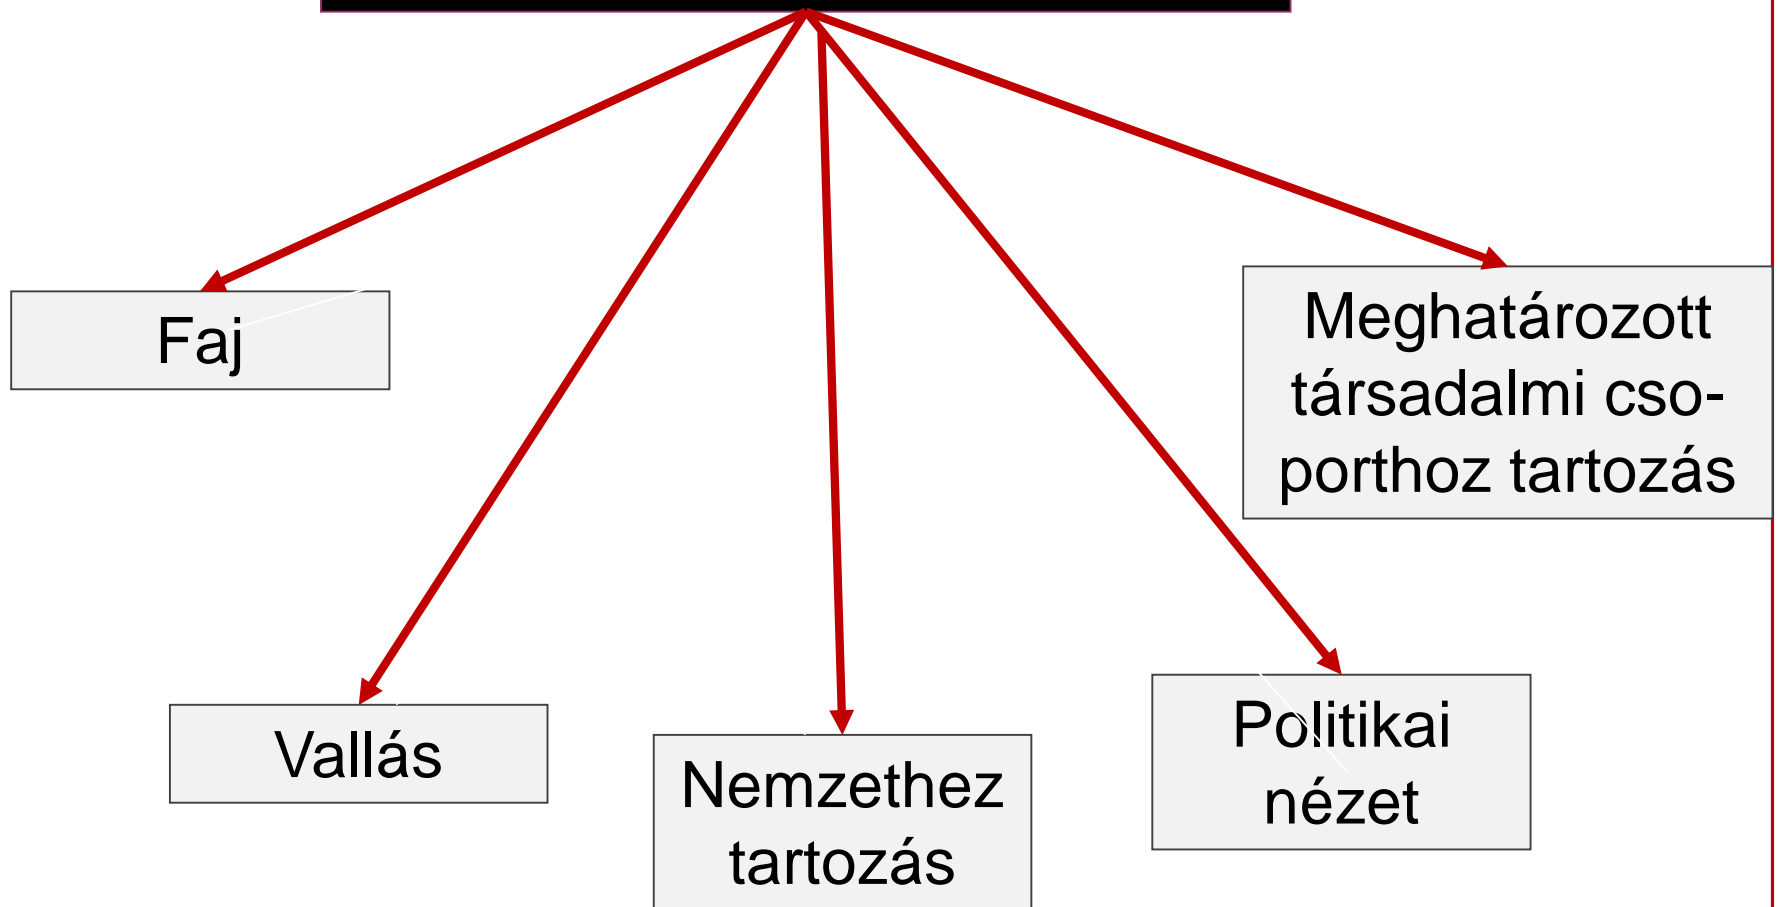 Faj
Meghatározott
társadalmi cso-
porthoz tartozás
Vallás
Nemzethez
tartozás
Politikai
nézet